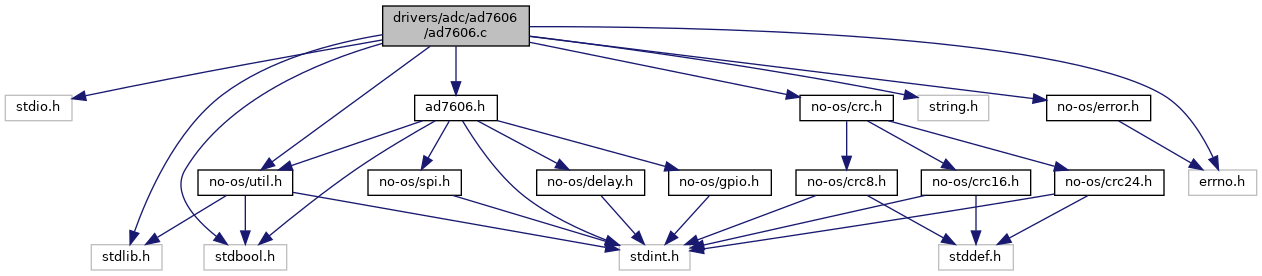 drivers/adc/ad7606
/ad7606.c
stdio.h
ad7606.h
no-os/crc.h
string.h
no-os/error.h
no-os/util.h
no-os/spi.h
no-os/delay.h
no-os/gpio.h
no-os/crc8.h
no-os/crc16.h
no-os/crc24.h
errno.h
stdlib.h
stdbool.h
stdint.h
stddef.h